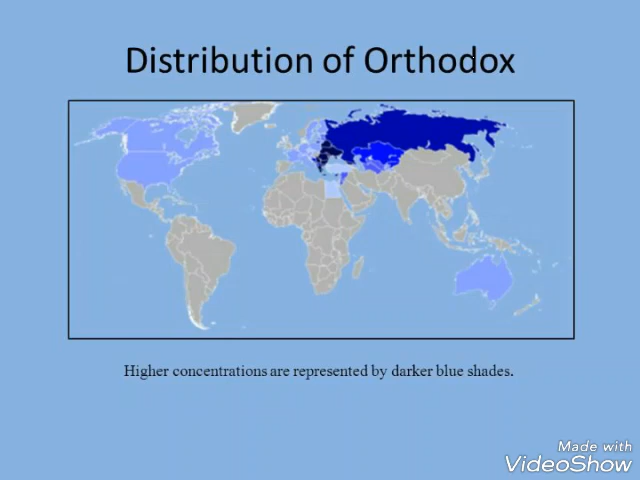 Distribution of Orthodox
Higher concentrations are represented by darker blue shades.
Made with
VideoShow